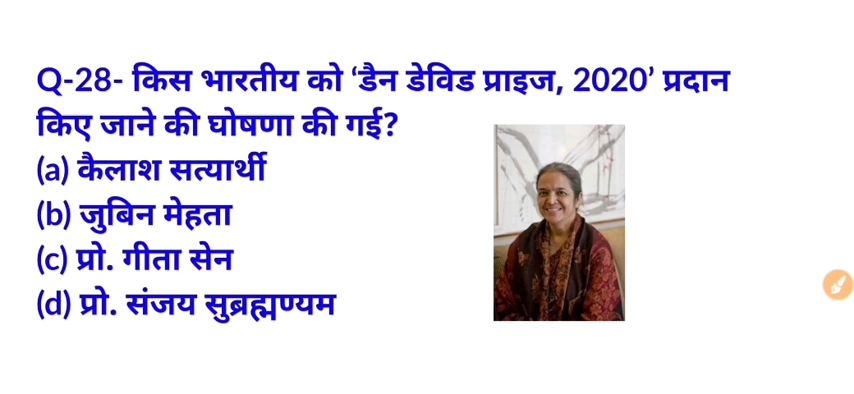 Q-28- किस भारतीय को ‘डैन डेविड प्राइज, 2020’ प्रदान
किए जाने की घोषणा की गई?
(a) कैलाश सत्यार्थी
(b) जुबिन मेहता
(c) प्रो. गीता सेन
(d) प्रो. संजय सुब्रह्मण्यम